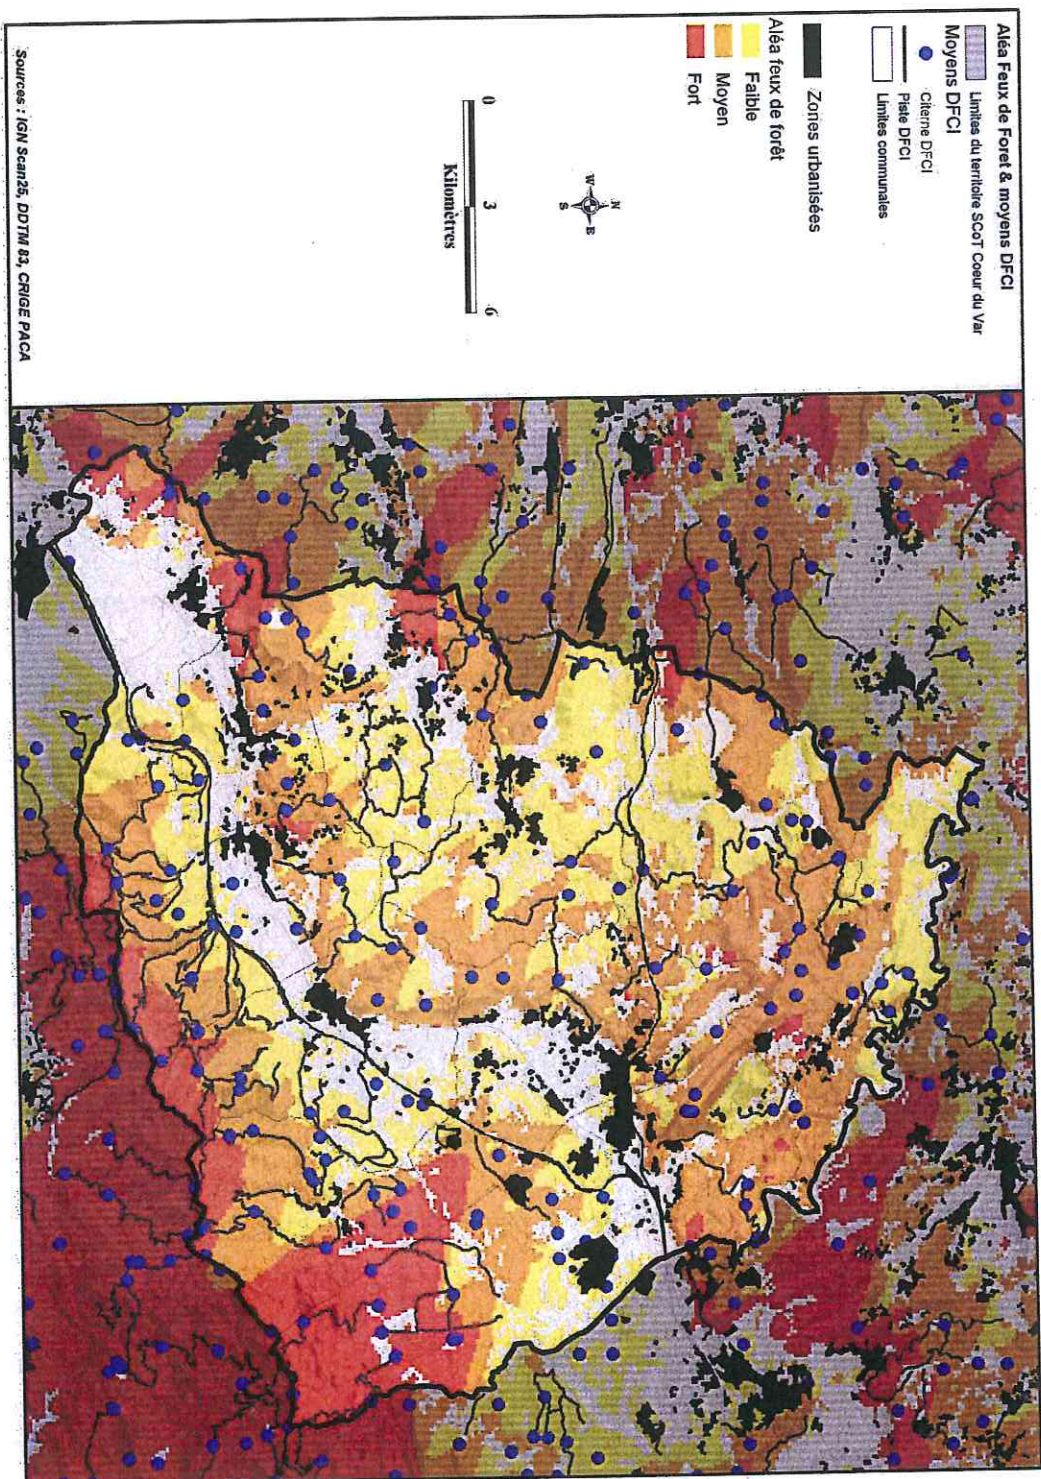 Aléa Feux de Foret & moyens DFCI
Limites du territoire SCoT Coeur du Var
Moyens DFCI
Citerne DFCI
Piste DFCI
Limites communales
Zones urbanisées
Aléa feux de forêt
Faible
Moyen
Fort
N
W
E
S
0 3 6
Kilomètres
Sources : IGN Scan25, DDTM 83, CRIGE PACA